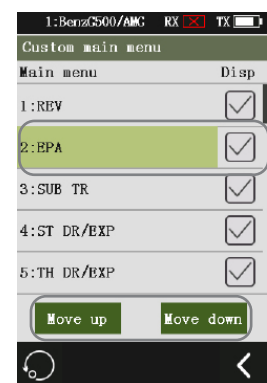 1:BenzG500/AMG RX TX
Custom main menu
Main menu Disp
1:REV
2:EPA
3:SUB TR
4:ST DR/EXP
5:TH DR/EXP
Move up Move down